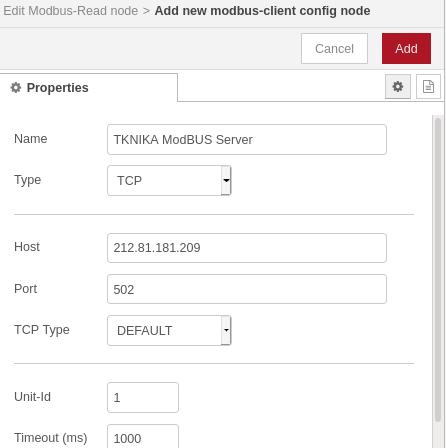 Edit Modbus-Read node > Add new modbus-client config node
Cancel
Add
Properties
Name
TKNIKA ModBUS Server
Type
TCP
Host
212.81.181.209
Port
502
TCP Type
DEFAULT
Unit-Id
1
Timeout (ms)
1000